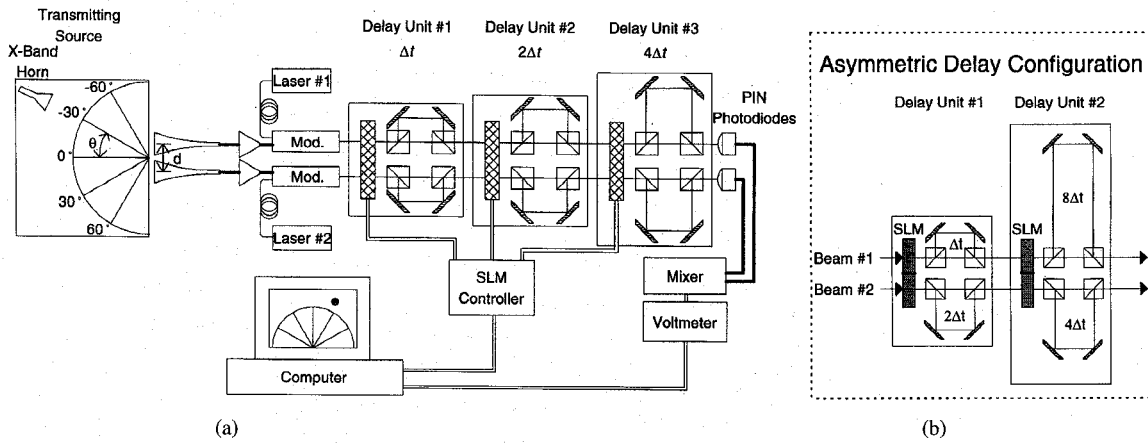 Transmitting
Source
X-Band
Horn
-60°
-30°
0°
30°
60°
θ
d
Laser #1
Laser #2
Mod.
Mod.
Delay Unit #1
Δt
Delay Unit #2
2Δt
Delay Unit #3
4Δt
PIN
Photodiodes
SLM
Controller
Mixer
Voltmeter
Computer
(a)
Asymmetric Delay Configuration
Delay Unit #1
Delay Unit #2
SLM
Δt
SLM
8Δt
Beam #1
Beam #2
2Δt
4Δt
(b)